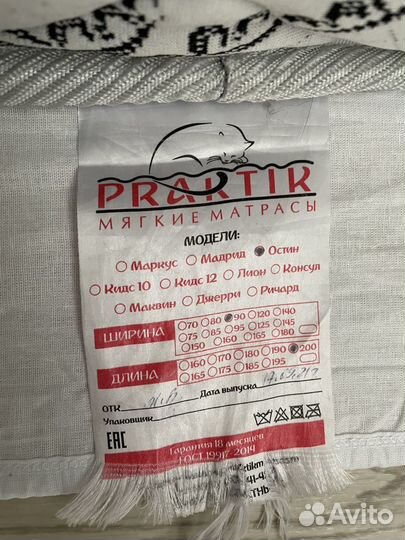 PRAKTIK
МЯГКИЕ МАТРАСЫ
МОДЕЛИ:
Маркус Мадрид Остин
Кидс 10 Кидс 12 Лион Консул
Маквин Джерри Ричард
ШИРИНА
70 80 90 120 140
75 85 95 125 145
150 160 165 180
ДЛИНА
160 170 180 190 200
165 175 185 195
ОТК Дата выпуска
Упаковщик
ЕАС
Гарантия 18 месяцев
ГОСТ 19917-2014
Avito